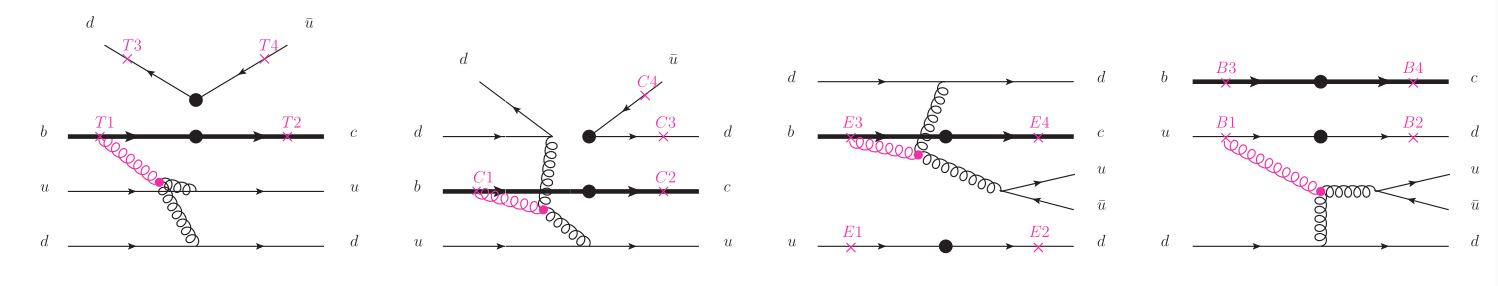 d ū
T3 T4
b T1 T2 c
u u
d d
d ū
C4
d C3 d
b C1 C2 c
u u
d d
b E3 E4 c
u
ū
u E1 E2 d
b B3 B4 c
u B1 B2 d
u
ū
d d